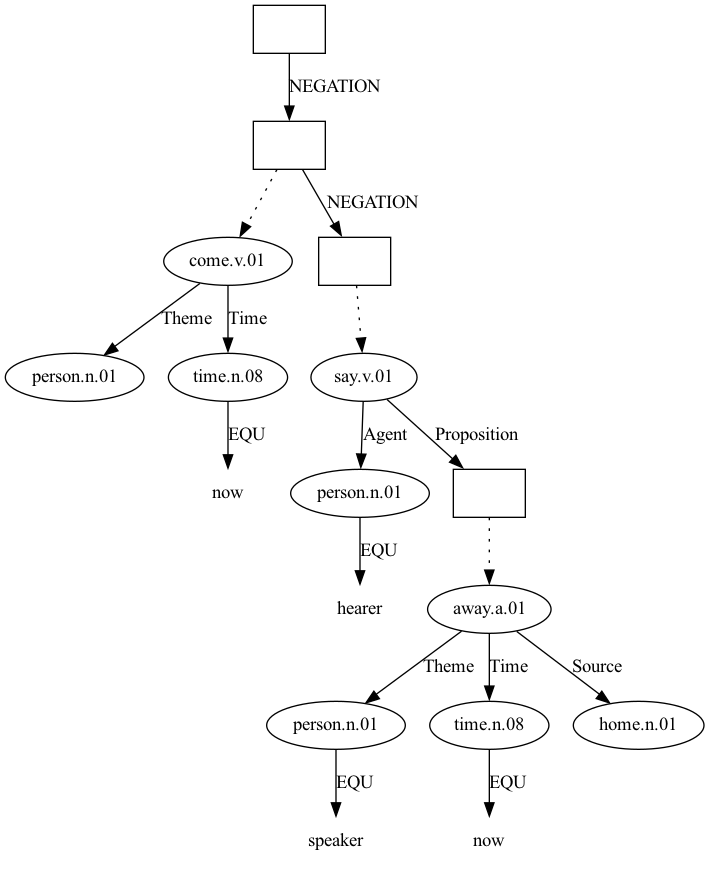 NEGATION
NEGATION
come.v.01
Theme
Time
person.n.01
time.n.08
say.v.01
EQU
Agent
Proposition
now
person.n.01
EQU
hearer
away.a.01
Theme
Time
Source
person.n.01
time.n.08
home.n.01
EQU
EQU
speaker
now